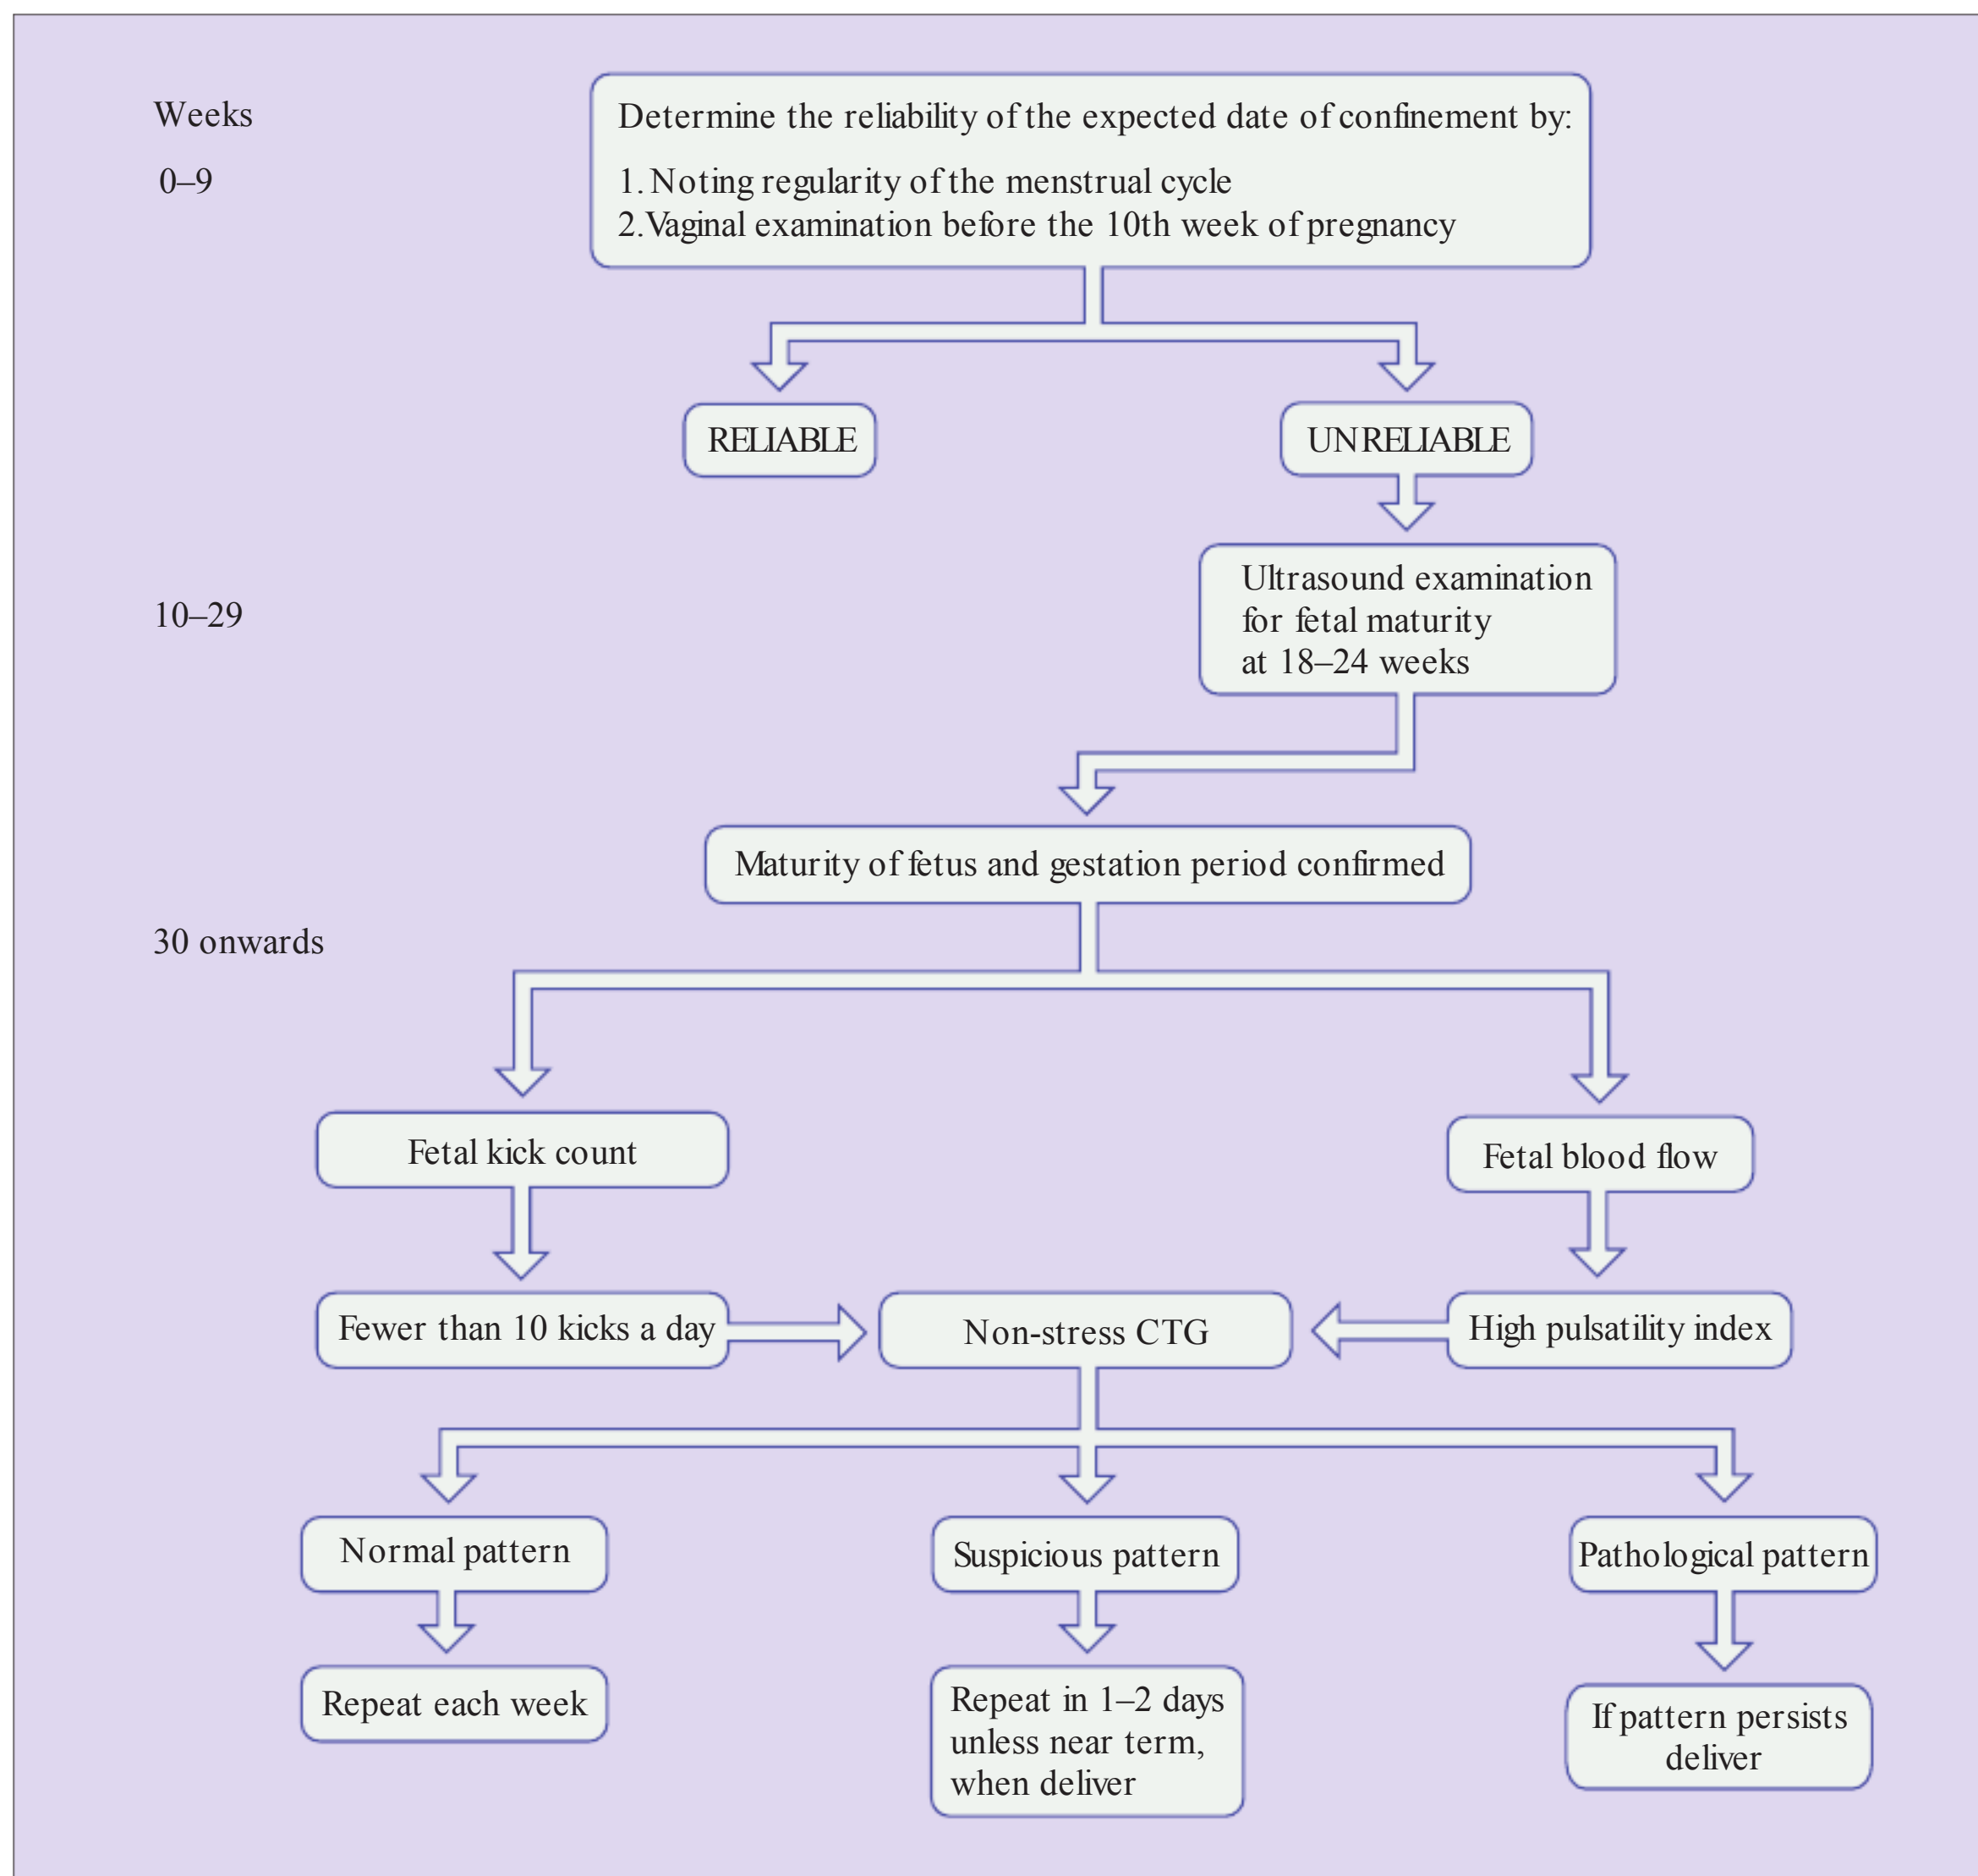 Weeks
Determine the reliability of the expected date of confinement by:
0–9
1. Noting regularity of the menstrual cycle
2. Vaginal examination before the 10th week of pregnancy
RELIABLE
UNRELIABLE
10–29
Ultrasound examination
for fetal maturity
at 18–24 weeks
Maturity of fetus and gestation period confirmed
30 onwards
Fetal kick count
Fetal blood flow
Fewer than 10 kicks a day
Non-stress CTG
High pulsatility index
Normal pattern
Suspicious pattern
Pathological pattern
Repeat each week
Repeat in 1–2 days
unless near term,
when deliver
If pattern persists
deliver